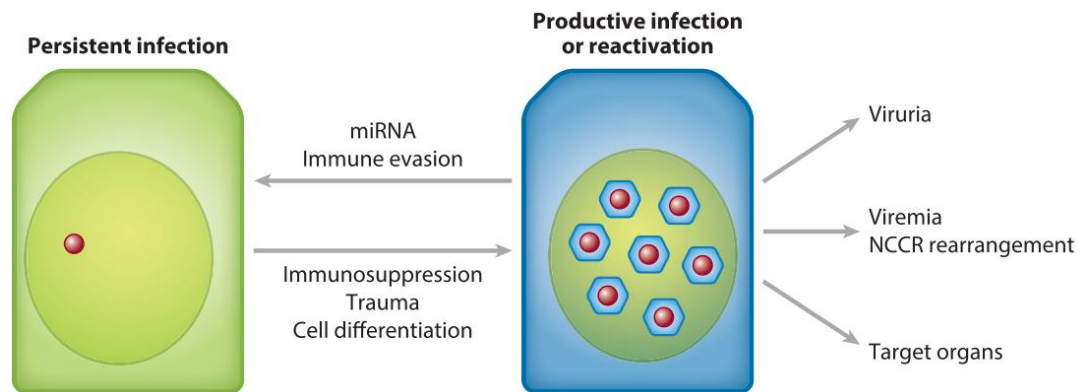 Persistent infection
Productive infection
or reactivation
miRNA
Immune evasion
Immunosuppression
Trauma
Cell differentiation
Viruria
Viremia
NCCR rearrangement
Target organs